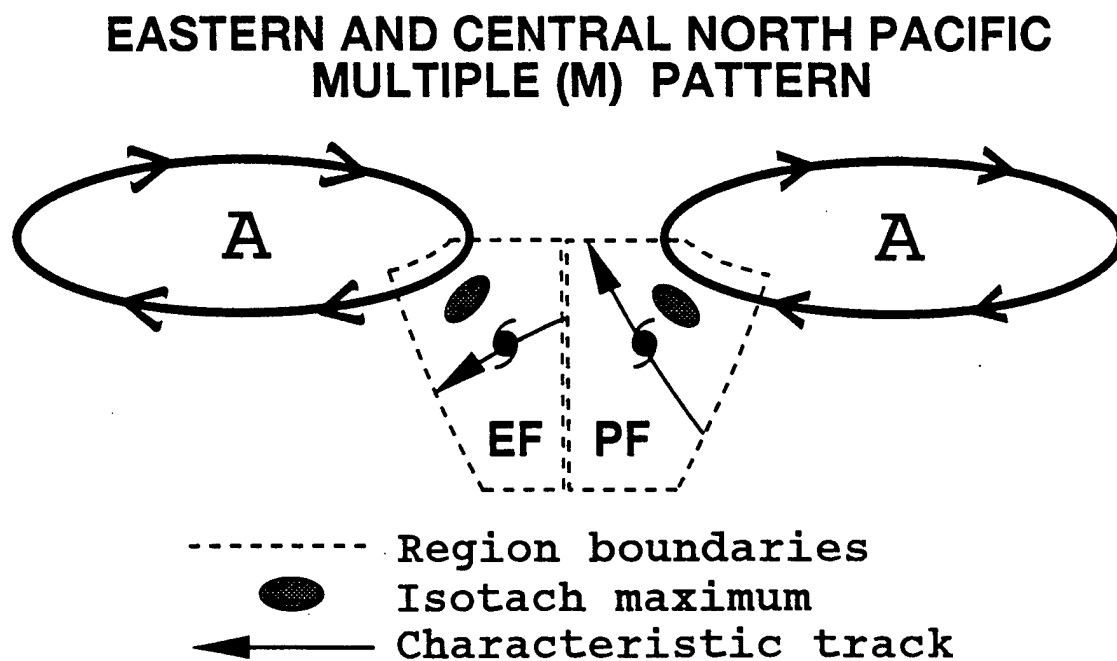 EASTERN AND CENTRAL NORTH PACIFIC
MULTIPLE (M) PATTERN
A
A
EF
PF
Region boundaries
Isotach maximum
Characteristic track